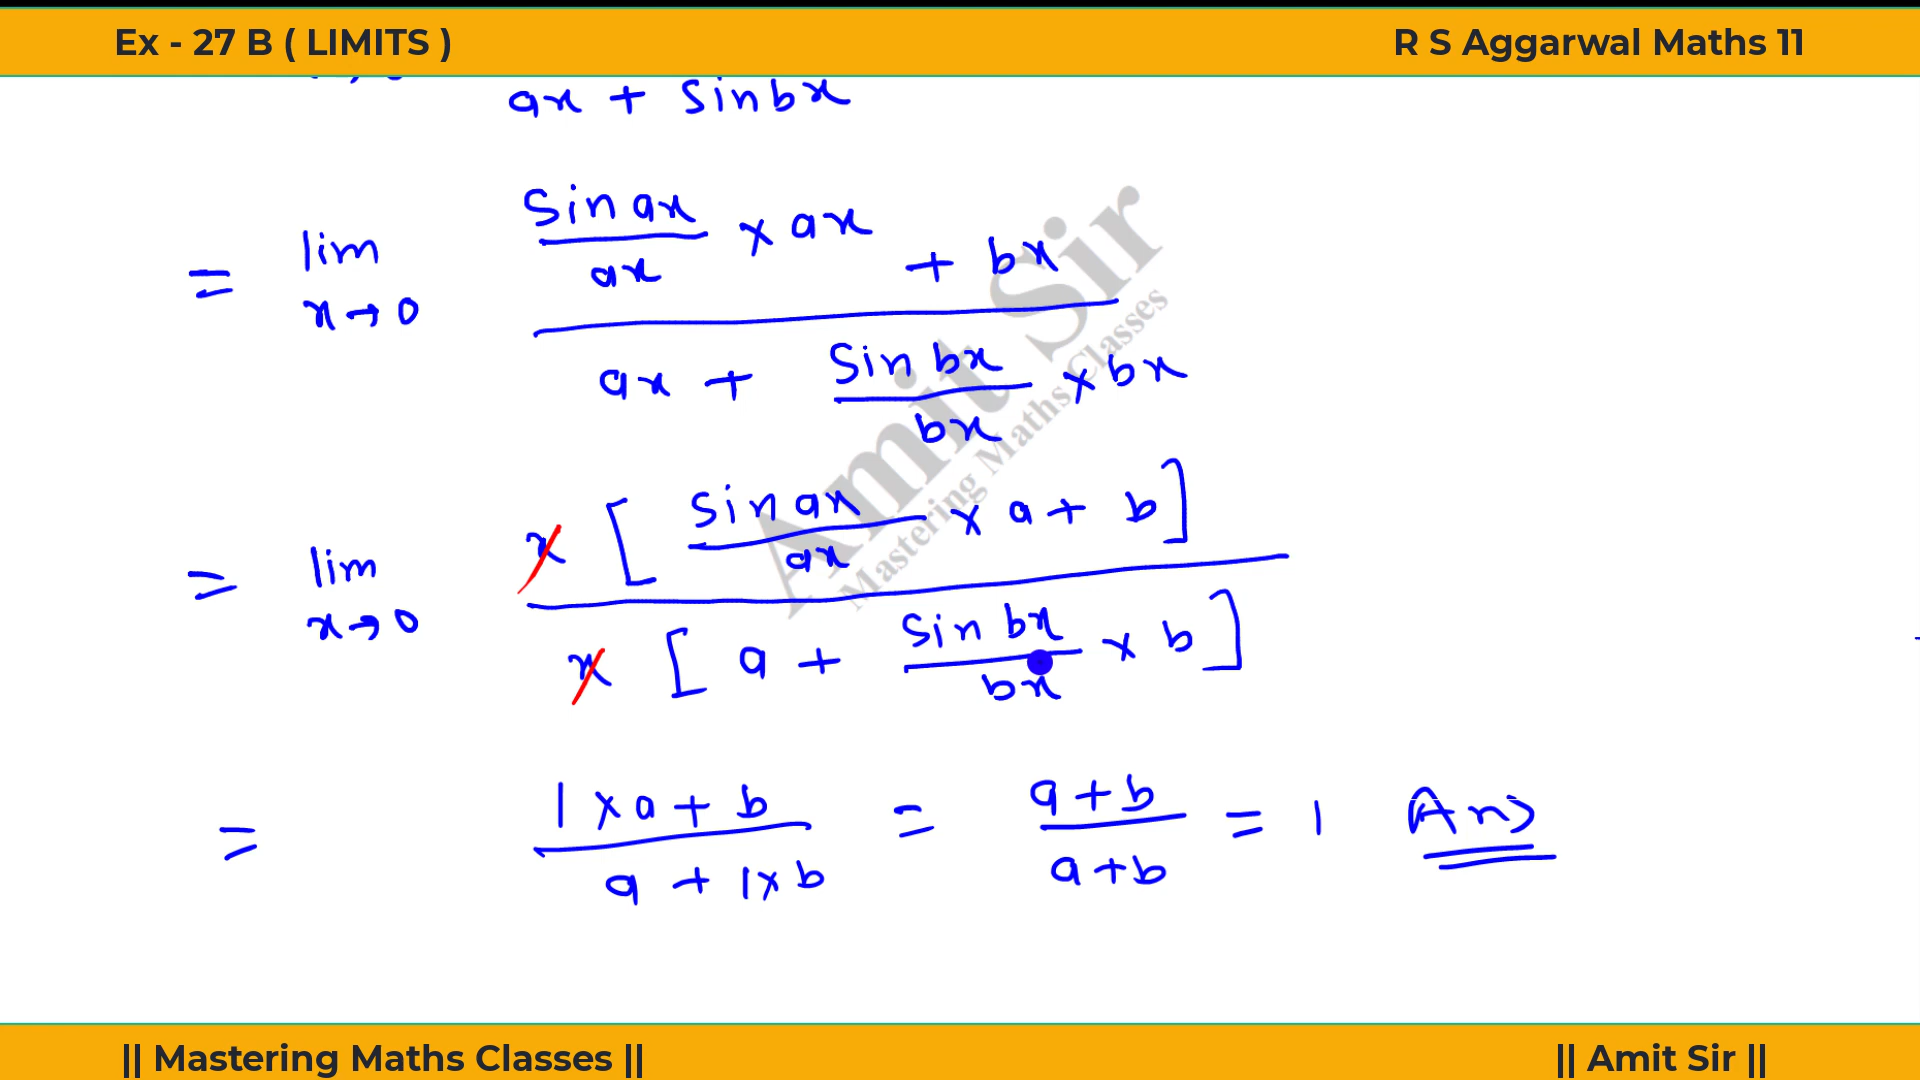 Ex - 27 B ( LIMITS )
R S Aggarwal Maths 11
ax + sinbx
= lim x→0
sin ax / ax × ax + bx
ax + sin bx / bx × bx
= lim x→0
x [ sin ax / ax × a + b ]
x [ a + sin bx / bx × b ]
= 1 × a + b / a + 1 × b = a + b / a + b = 1 Ans
Amit Sir
Mastering Maths Classes
|| Mastering Maths Classes ||
|| Amit Sir ||